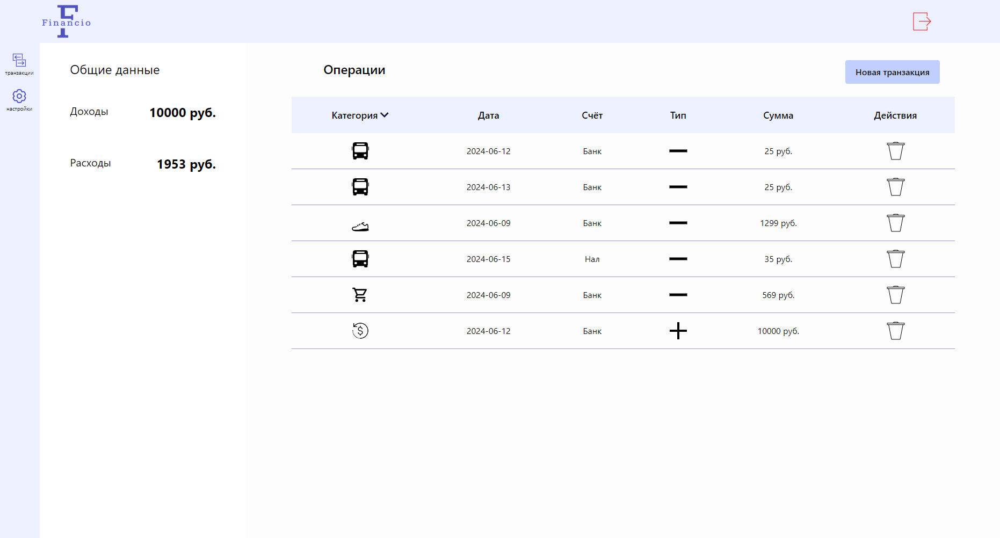 Financio
транзакции
настройки
Общие данные
Доходы 10000 руб.
Расходы 1953 руб.
Операции
Новая транзакция
Категория Дата Счёт Тип Сумма Действия
2024-06-12 Банк 25 руб.
2024-06-13 Банк 25 руб.
2024-06-09 Банк 1299 руб.
2024-06-15 Нал 35 руб.
2024-06-09 Банк 569 руб.
2024-06-12 Банк 10000 руб.